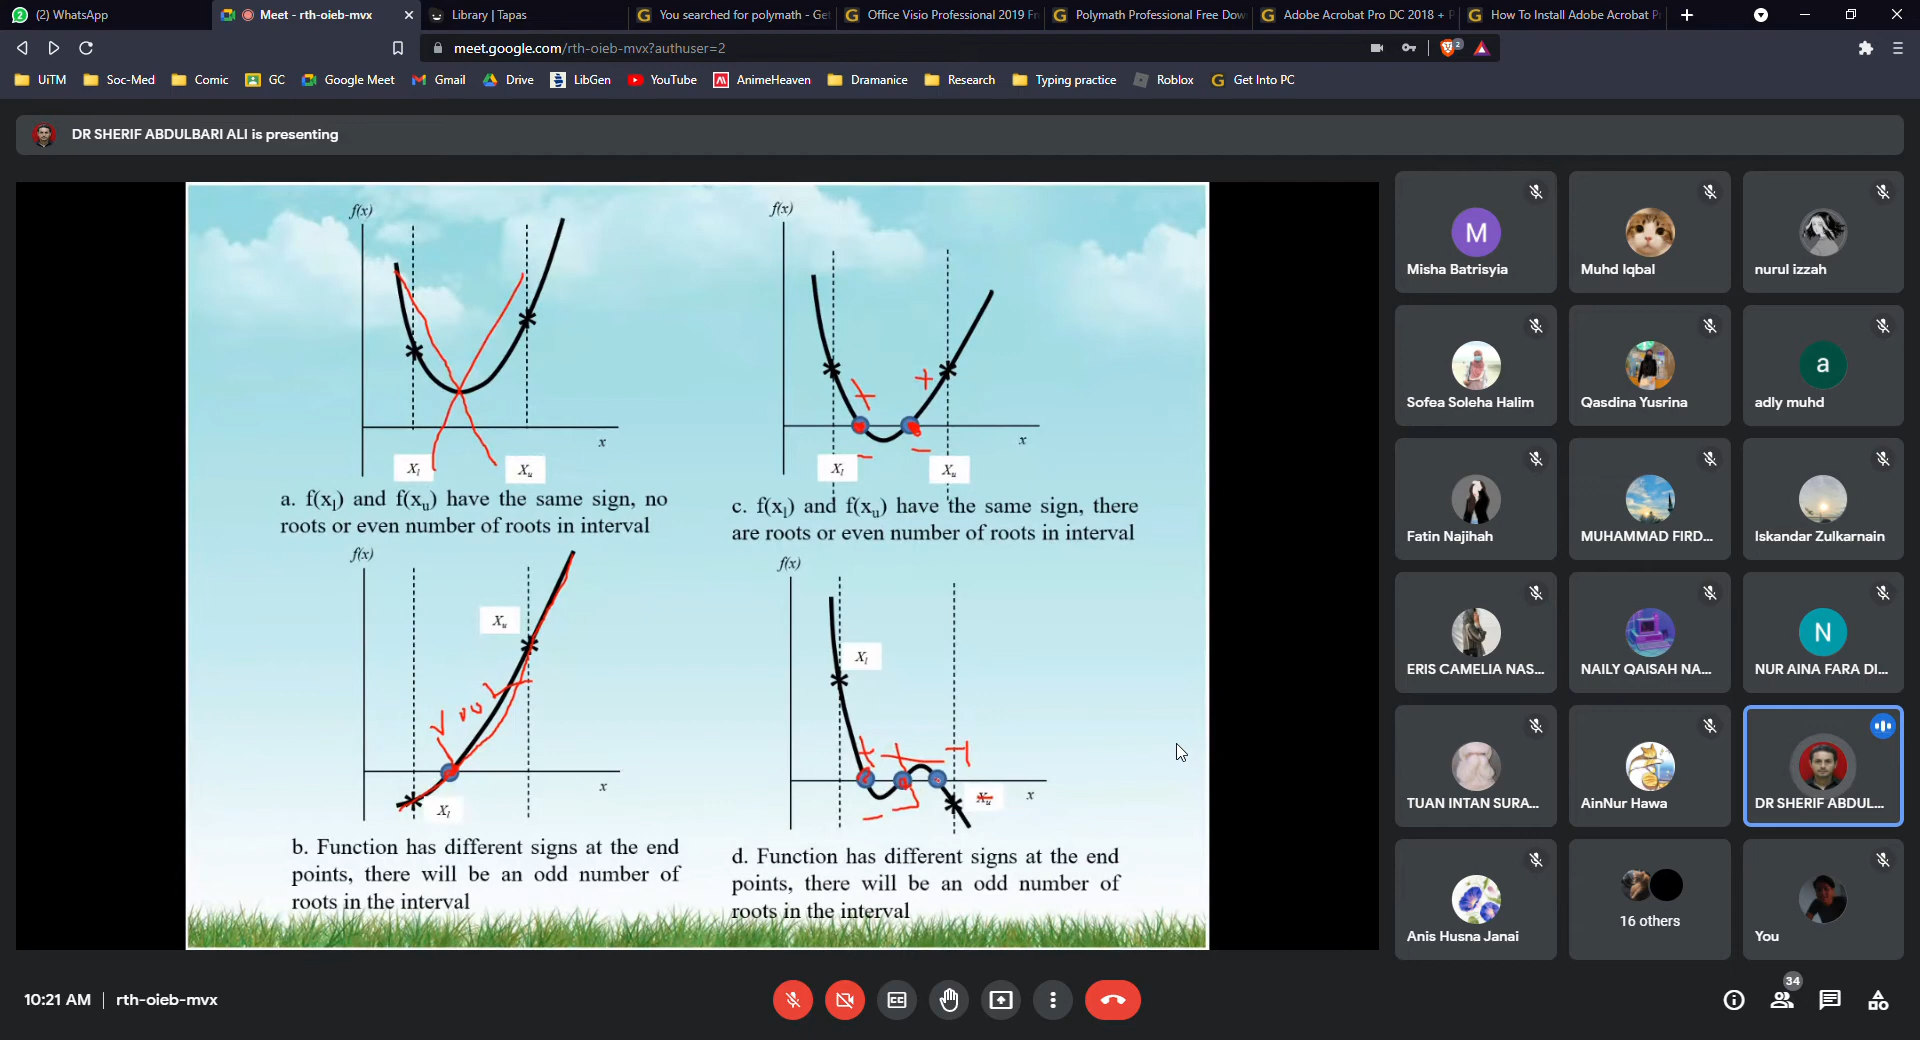 (2) WhatsApp
Meet - rth-oieb-mvx
Library | Tapas
You searched for polymath - Get
Office Visio Professional 2019 Fr
Polymath Professional Free Dow
Adobe Acrobat Pro DC 2018 + P
How To Install Adobe Acrobat P
meet.google.com/rth-oieb-mvx?authuser=2
2
UiTM
Soc-Med
Comic
GC
Google Meet
Gmail
Drive
LibGen
YouTube
AnimeHeaven
Dramanice
Research
Typing practice
Roblox
Get Into PC
DR SHERIF ABDULBARI ALI is presenting
f(x)
x
Xl
Xu
a. f(xl) and f(xu) have the same sign, no
roots or even number of roots in interval
f(x)
x
Xl
Xu
c. f(xl) and f(xu) have the same sign, there
are roots or even number of roots in interval
f(x)
Xu
x
Xl
b. Function has different signs at the end
points, there will be an odd number of
roots in the interval
f(x)
Xl
Xu
x
d. Function has different signs at the end
points, there will be an odd number of
roots in the interval
M
Misha Batrisyia
Muhd Iqbal
nurul izzah
Sofea Soleha Halim
Qasdina Yusrina
a
adly muhd
Fatin Najihah
MUHAMMAD FIRD...
Iskandar Zulkarnain
ERIS CAMELIA NAS...
NAILY QAISAH NA...
N
NUR AINA FARA DI...
TUAN INTAN SURA...
AinNur Hawa
DR SHERIF ABDUL...
Anis Husna Janai
16 others
You
10:21 AM | rth-oieb-mvx
34